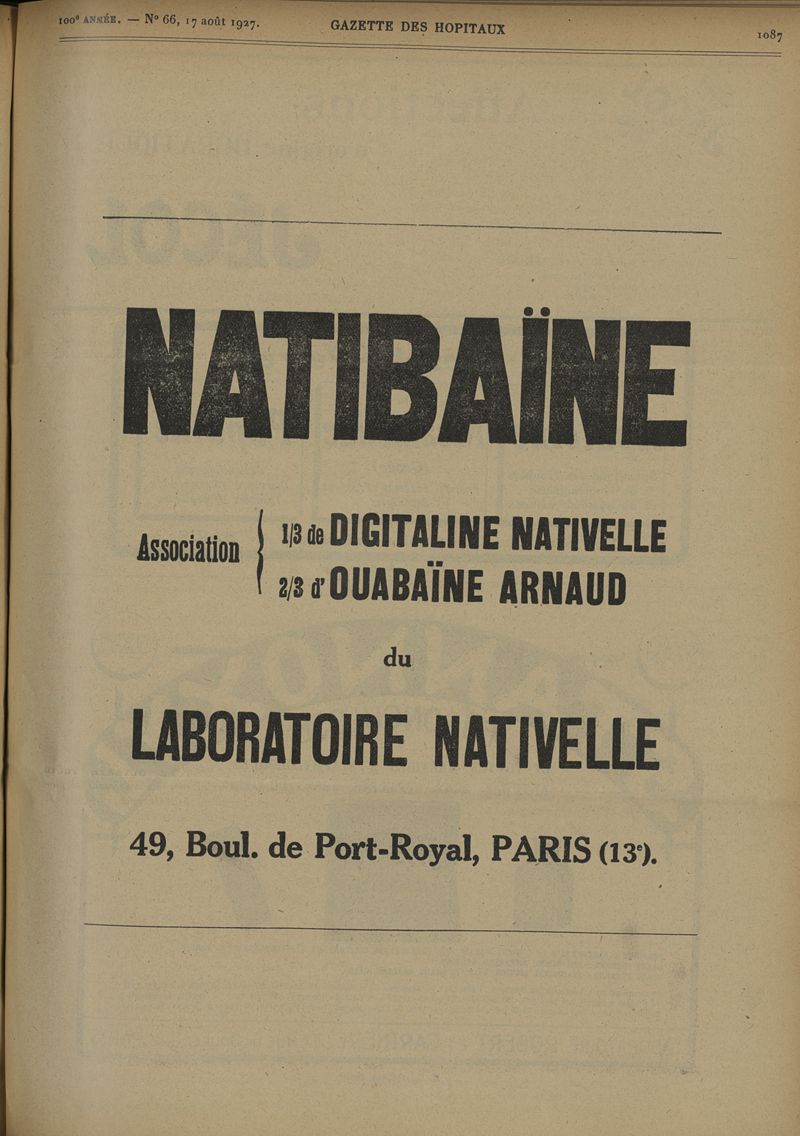 100ᵉ ANNÉE. — Nº 66, 17 août 1927.
GAZETTE DES HOPITAUX
1087
NATIBAÏNE
Association { 1/3 de DIGITALINE NATIVELLE
2/3 d' OUABAÏNE ARNAUD
du
LABORATOIRE NATIVELLE
49, Boul. de Port-Royal, PARIS (13ᵉ).